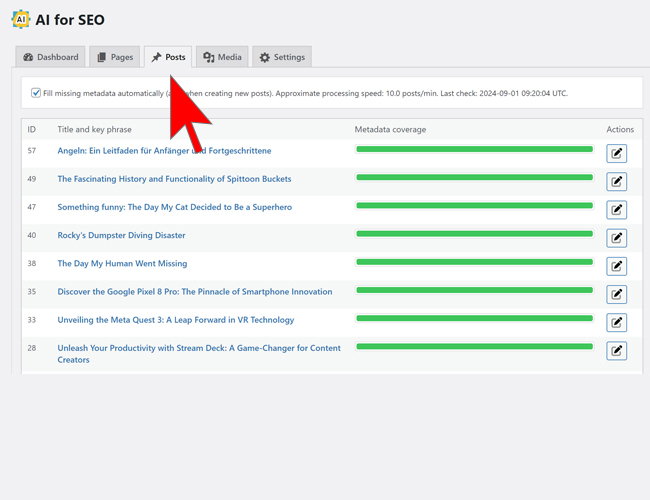 AI AI for SEO
Dashboard Pages Posts Media Settings
Fill missing metadata automatically ( when creating new posts). Approximate processing speed: 10.0 posts/min. Last check: 2024-09-01 09:20:04 UTC.
ID Title and key phrase Metadata coverage Actions
57 Angeln: Ein Leitfaden für Anfänger und Fortgeschrittene
49 The Fascinating History and Functionality of Spittoon Buckets
47 Something funny: The Day My Cat Decided to Be a Superhero
40 Rocky's Dumpster Diving Disaster
38 The Day My Human Went Missing
35 Discover the Google Pixel 8 Pro: The Pinnacle of Smartphone Innovation
33 Unveiling the Meta Quest 3: A Leap Forward in VR Technology
28 Unleash Your Productivity with Stream Deck: A Game-Changer for Content
Creators